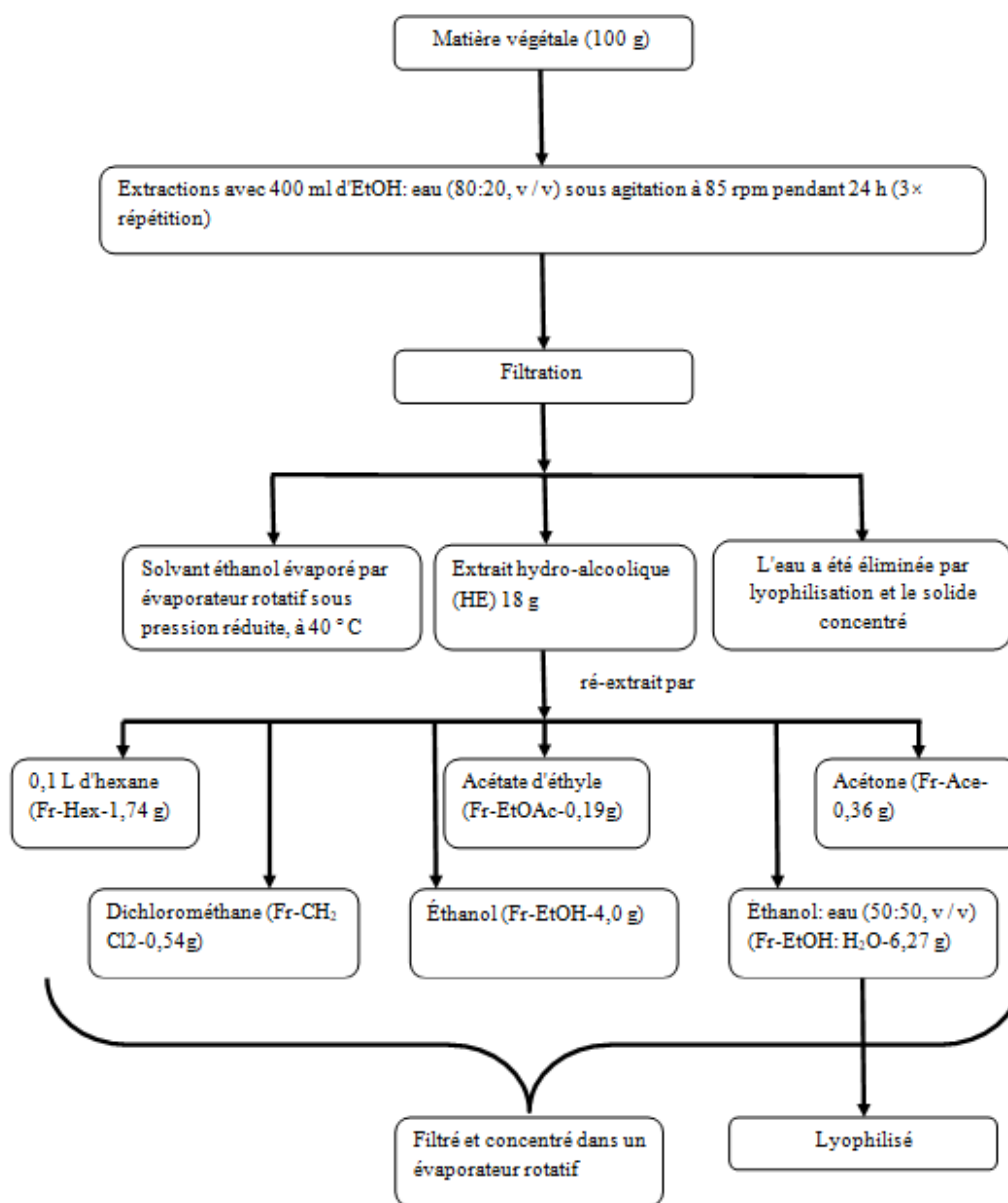 Matière végétale (100 g)
Extractions avec 400 ml d'EtOH: eau (80:20, v / v) sous agitation à 85 rpm pendant 24 h (3×
répétition)
Filtration
Solvant éthanol évaporé par
évaporateur rotatif sous
pression réduite, à 40 ° C
Extrait hydro-alcoolique
(HE) 18 g
L'eau a été éliminée par
lyophilisation et le solide
concentré
ré-extrait par
0,1 L d'hexane
(Fr-Hex-1,74 g)
Acétate d'éthyle
(Fr-EtOAc-0,19g)
Acétone (Fr-Ace-
0,36 g)
Dichlorométhane (Fr-CH₂
Cl2-0,54g)
Éthanol (Fr-EtOH-4,0 g)
Éthanol: eau (50:50, v / v)
(Fr-EtOH: H₂O-6,27 g)
Filtré et concentré dans un
évaporateur rotatif
Lyophilisé